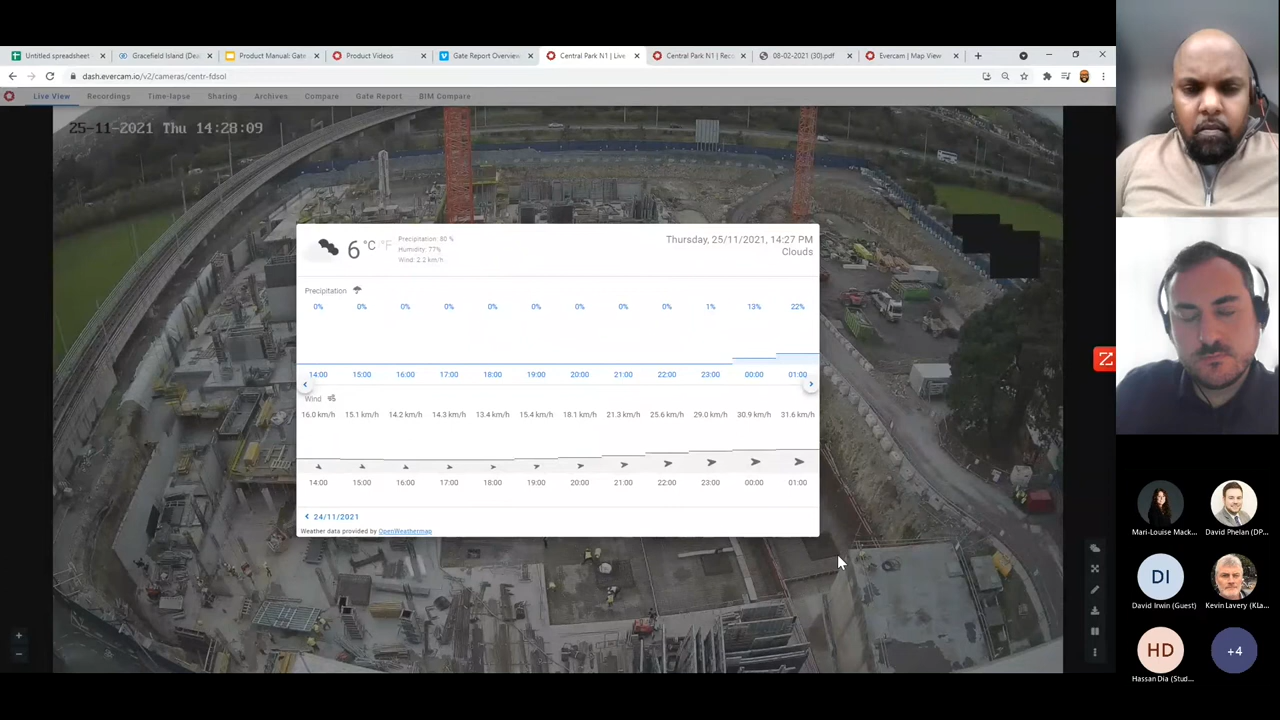 Untitled spreadsheet
Gracefield Island (Dea
Product Manual: Gate
Product Videos
Gate Report Overview
Central Park N1 | Live
Central Park N1 | Rec
08-02-2021 (30).pdf
Evercam | Map View
dash.evercam.io/v2/cameras/centr-fdsol
Live View Recordings Time-lapse Sharing Archives Compare Gate Report BIM Compare
25-11-2021 Thu 14:28:09
6 °C °F
Precipitation: 80 %
Humidity: 77%
Wind: 2.2 km/h
Thursday, 25/11/2021, 14:27 PM
Clouds
Precipitation
0% 0% 0% 0% 0% 0% 0% 0% 0% 1% 13% 22%
14:00 15:00 16:00 17:00 18:00 19:00 20:00 21:00 22:00 23:00 00:00 01:00
Wind
16.0 km/h 15.1 km/h 14.2 km/h 14.3 km/h 13.4 km/h 15.4 km/h 18.1 km/h 21.3 km/h 25.6 km/h 29.0 km/h 30.9 km/h 31.6 km/h
14:00 15:00 16:00 17:00 18:00 19:00 20:00 21:00 22:00 23:00 00:00 01:00
24/11/2021
Weather data provided by OpenWeathermap
Mari-Louise Mack...
David Phelan (DP...
DI
David Irwin (Guest)
Kevin Lavery (KLa...
HD
Hassan Dia (Stud...
+4